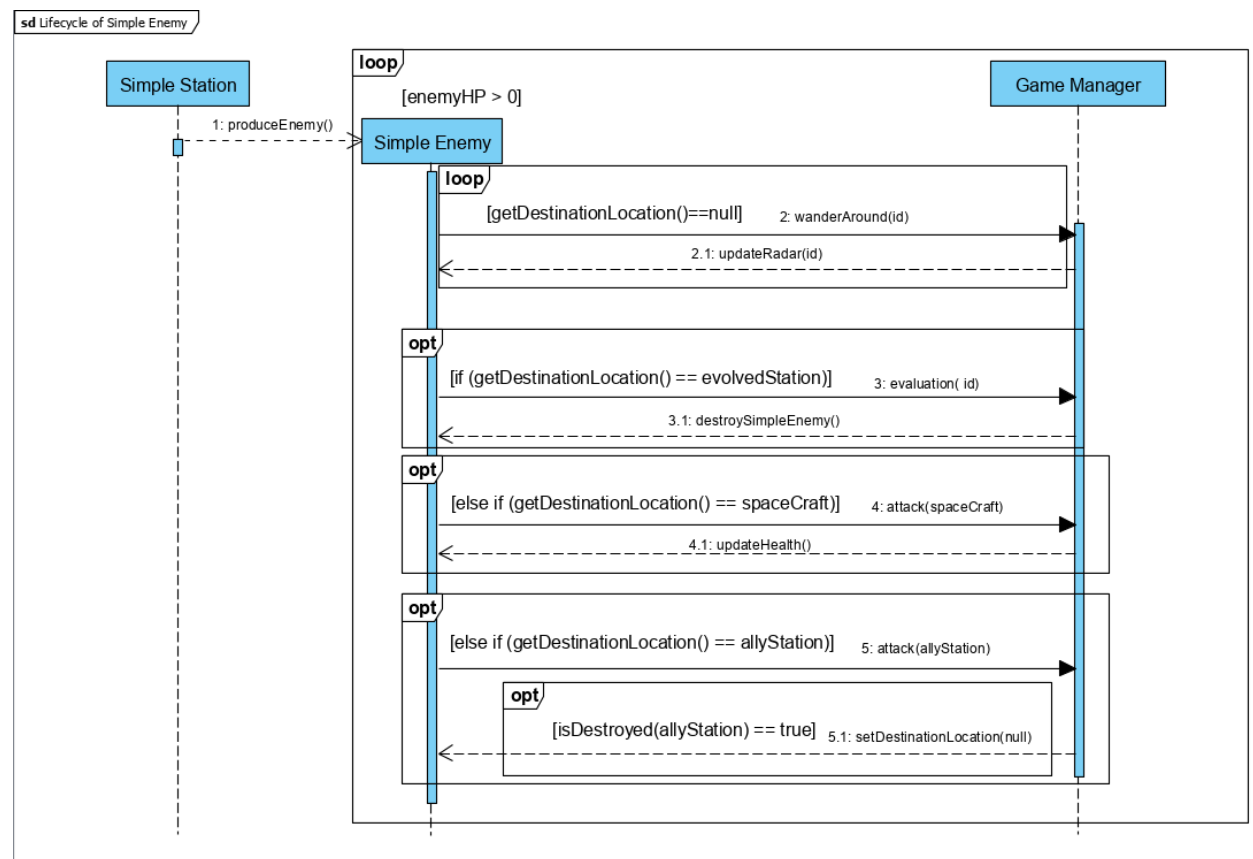 sd Lifecycle of Simple Enemy
loop
Simple Station
Game Manager
[enemyHP > 0]
1: produceEnemy()
Simple Enemy
loop
[getDestinationLocation()==null]
2: wanderAround(id)
2.1: updateRadar(id)
opt
[if (getDestinationLocation() == evolvedStation)]
3: evaluation( id)
3.1: destroySimpleEnemy()
opt
[else if (getDestinationLocation() == spaceCraft)]
4: attack(spaceCraft)
4.1: updateHealth()
opt
[else if (getDestinationLocation() == allyStation)]
5: attack(allyStation)
opt
[isDestroyed(allyStation) == true]
5.1: setDestinationLocation(null)